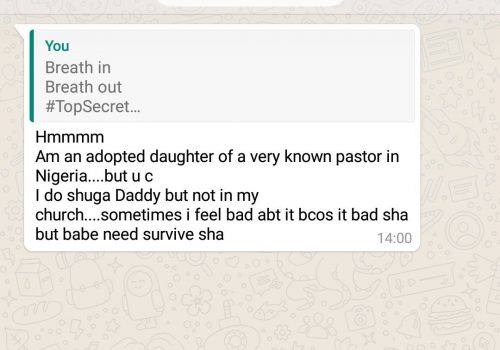 You
Breath in
Breath out
#TopSecret...
Hmmmm
Am an adopted daughter of a very known pastor in
Nigeria....but u c
I do shuga Daddy but not in my
church....sometimes i feel bad abt it bcos it bad sha
but babe need survive sha
14:00